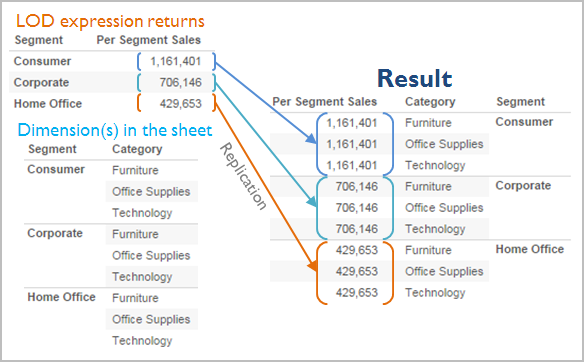 LOD expression returns
Segment Per Segment Sales
Consumer 1,161,401
Corporate 706,146
Home Office 429,653
Dimension(s) in the sheet
Segment Category
Consumer Furniture
Office Supplies
Technology
Corporate Furniture
Office Supplies
Technology
Home Office Furniture
Office Supplies
Technology
Replication
Result
Per Segment Sales Category Segment
1,161,401 Furniture Consumer
1,161,401 Office Supplies
1,161,401 Technology
706,146 Furniture Corporate
706,146 Office Supplies
706,146 Technology
429,653 Furniture Home Office
429,653 Office Supplies
429,653 Technology